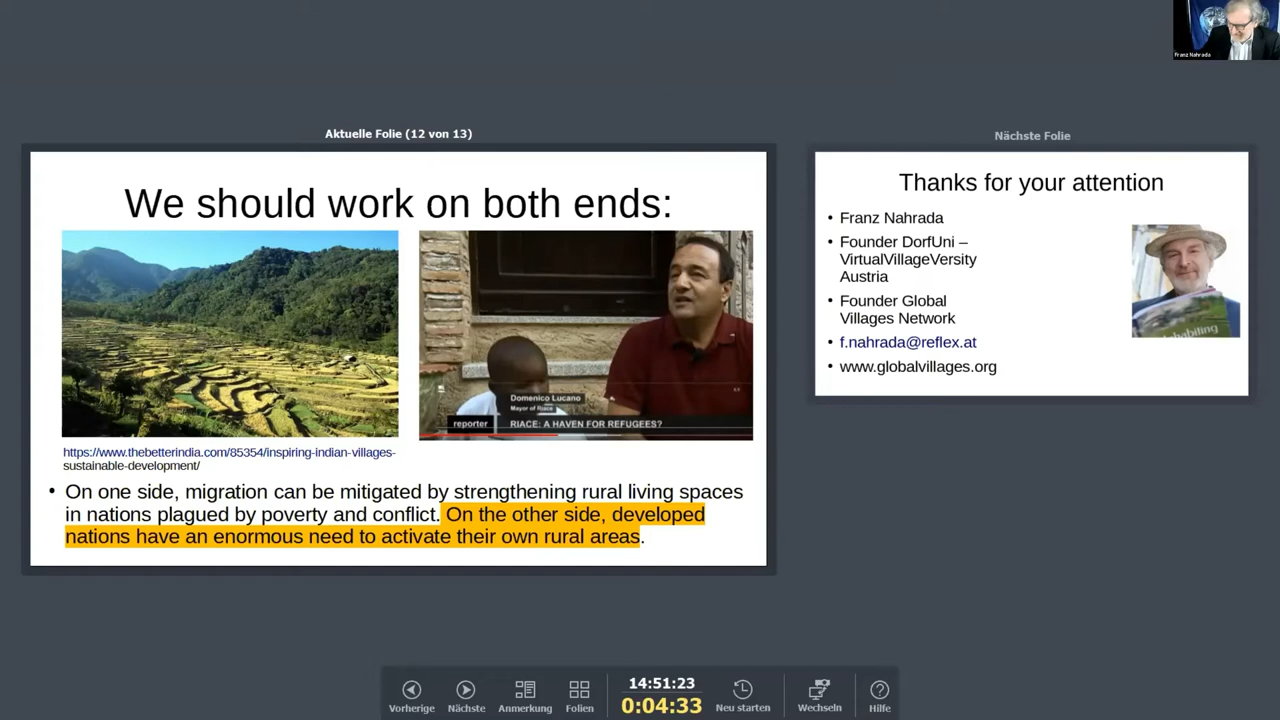 Franz Nahrada
Aktuelle Folie (12 von 13)
Nächste Folie
We should work on both ends:
Domenico Lucano
Mayor of Riace
reporter
RIACE: A HAVEN FOR REFUGEES?
https://www.thebetterindia.com/85354/inspiring-indian-villages-
sustainable-development/
• On one side, migration can be mitigated by strengthening rural living spaces
in nations plagued by poverty and conflict. On the other side, developed
nations have an enormous need to activate their own rural areas.
Thanks for your attention
• Franz Nahrada
• Founder DorfUni –
VirtualVillageVersity
Austria
• Founder Global
Villages Network
• f.nahrada@reflex.at
• www.globalvillages.org
Vorherige
Nächste
Anmerkung
Folien
14:51:23
0:04:33
Neu starten
Wechseln
Hilfe